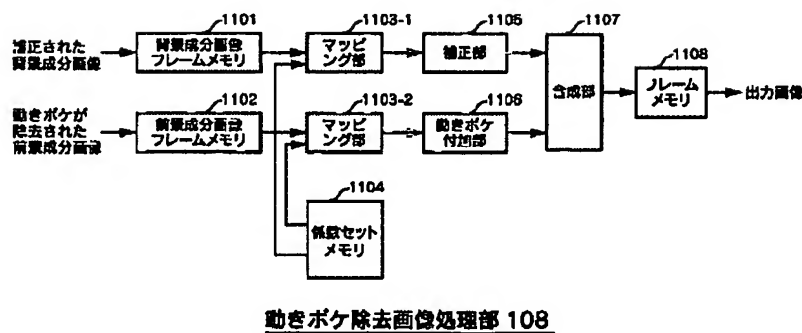 補正された
背景成分画像
1101
背景成分画像
フレームメモリ
1103-1
マッピ
ング部
1105
補正部
1107
合成部
1108
フレーム
メモリ
出力画像
動きボケが
除去された
前景成分画像
1102
前景成分画像
フレームメモリ
1103-2
マッピ
ング部
1106
動きボケ
付加部
1104
係数セット
メモリ
動きボケ除去画像処理部 108